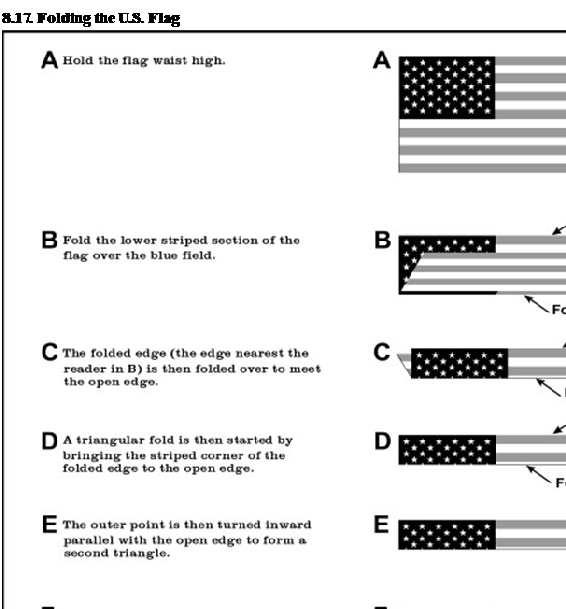 8.17. Folding the U.S. Flag
A Hold the flag waist high.
A
B Fold the lower striped section of the
flag over the blue field.
B
Fo
C The folded edge (the edge nearest the
reader in B) is then folded over to meet
the open edge.
C
D A triangular fold is then started by
bringing the striped corner of the
folded edge to the open edge.
D
F
E The outer point is then turned inward
parallel with the open edge to form a
second triangle.
E